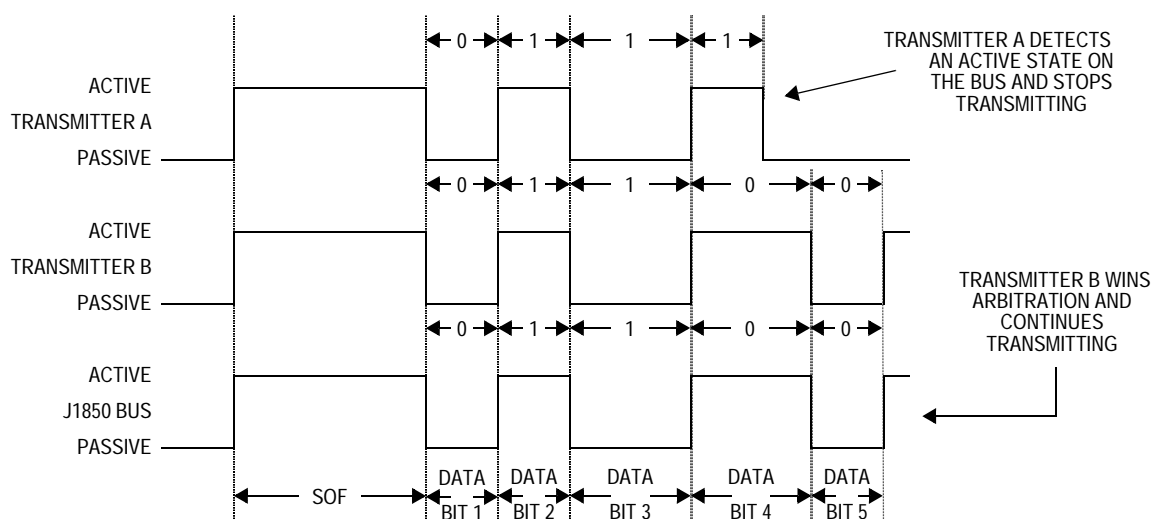 0 1 1 1
TRANSMITTER A DETECTS
AN ACTIVE STATE ON
THE BUS AND STOPS
TRANSMITTING
ACTIVE
TRANSMITTER A
PASSIVE
0 1 1 0 0
ACTIVE
TRANSMITTER B
PASSIVE
TRANSMITTER B WINS
ARBITRATION AND
CONTINUES
TRANSMITTING
0 1 1 0 0
ACTIVE
J1850 BUS
PASSIVE
SOF
DATA
BIT 1
DATA
BIT 2
DATA
BIT 3
DATA
BIT 4
DATA
BIT 5